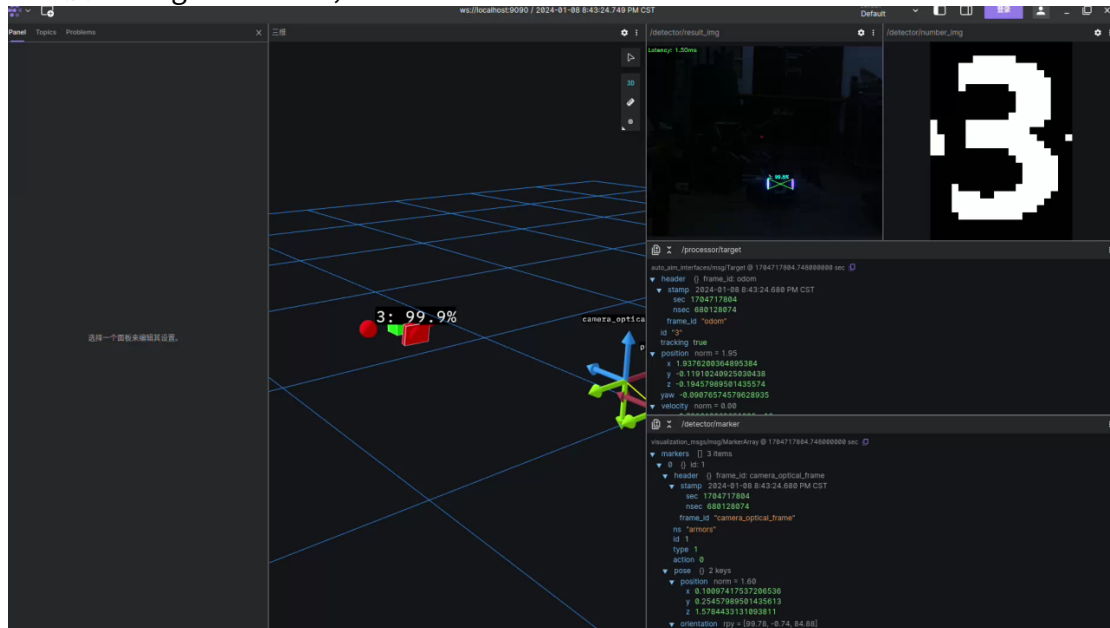 ws://localhost:9090 / 2024-01-08 8:43:24.749 PM CST
Default
登录
Panel Topics Problems
三维
/detector/result_img
/detector/number_img
Latency: 1.50ms
3D
3: 99.9%
camera_optica
p
选择一个面板来编辑其设置。
/processor/target
auto_aim_interfaces/msg/Target @ 1704717804.748000000 sec
header {} frame_id: odom
stamp 2024-01-08 8:43:24.680 PM CST
sec 1704717804
nsec 680128074
frame_id "odom"
id "3"
tracking true
position norm = 1.95
x 1.9376200364895384
y -0.11910240925030438
z -0.19457989501435574
yaw -0.09076574579628935
velocity norm = 0.00
/detector/marker
visualization_msgs/msg/MarkerArray @ 1704717804.748000000 sec
markers [] 3 items
0 {} id: 1
header {} frame_id: camera_optical_frame
stamp 2024-01-08 8:43:24.680 PM CST
sec 1704717804
nsec 680128074
frame_id "camera_optical_frame"
ns "armors"
id 1
type 1
action 0
pose {} 2 keys
position norm = 1.60
x 0.10097417537206536
y 0.25457989501435613
z 1.5784433131093811
orientation rpy = [99.78, -0.74, 84.88]
3